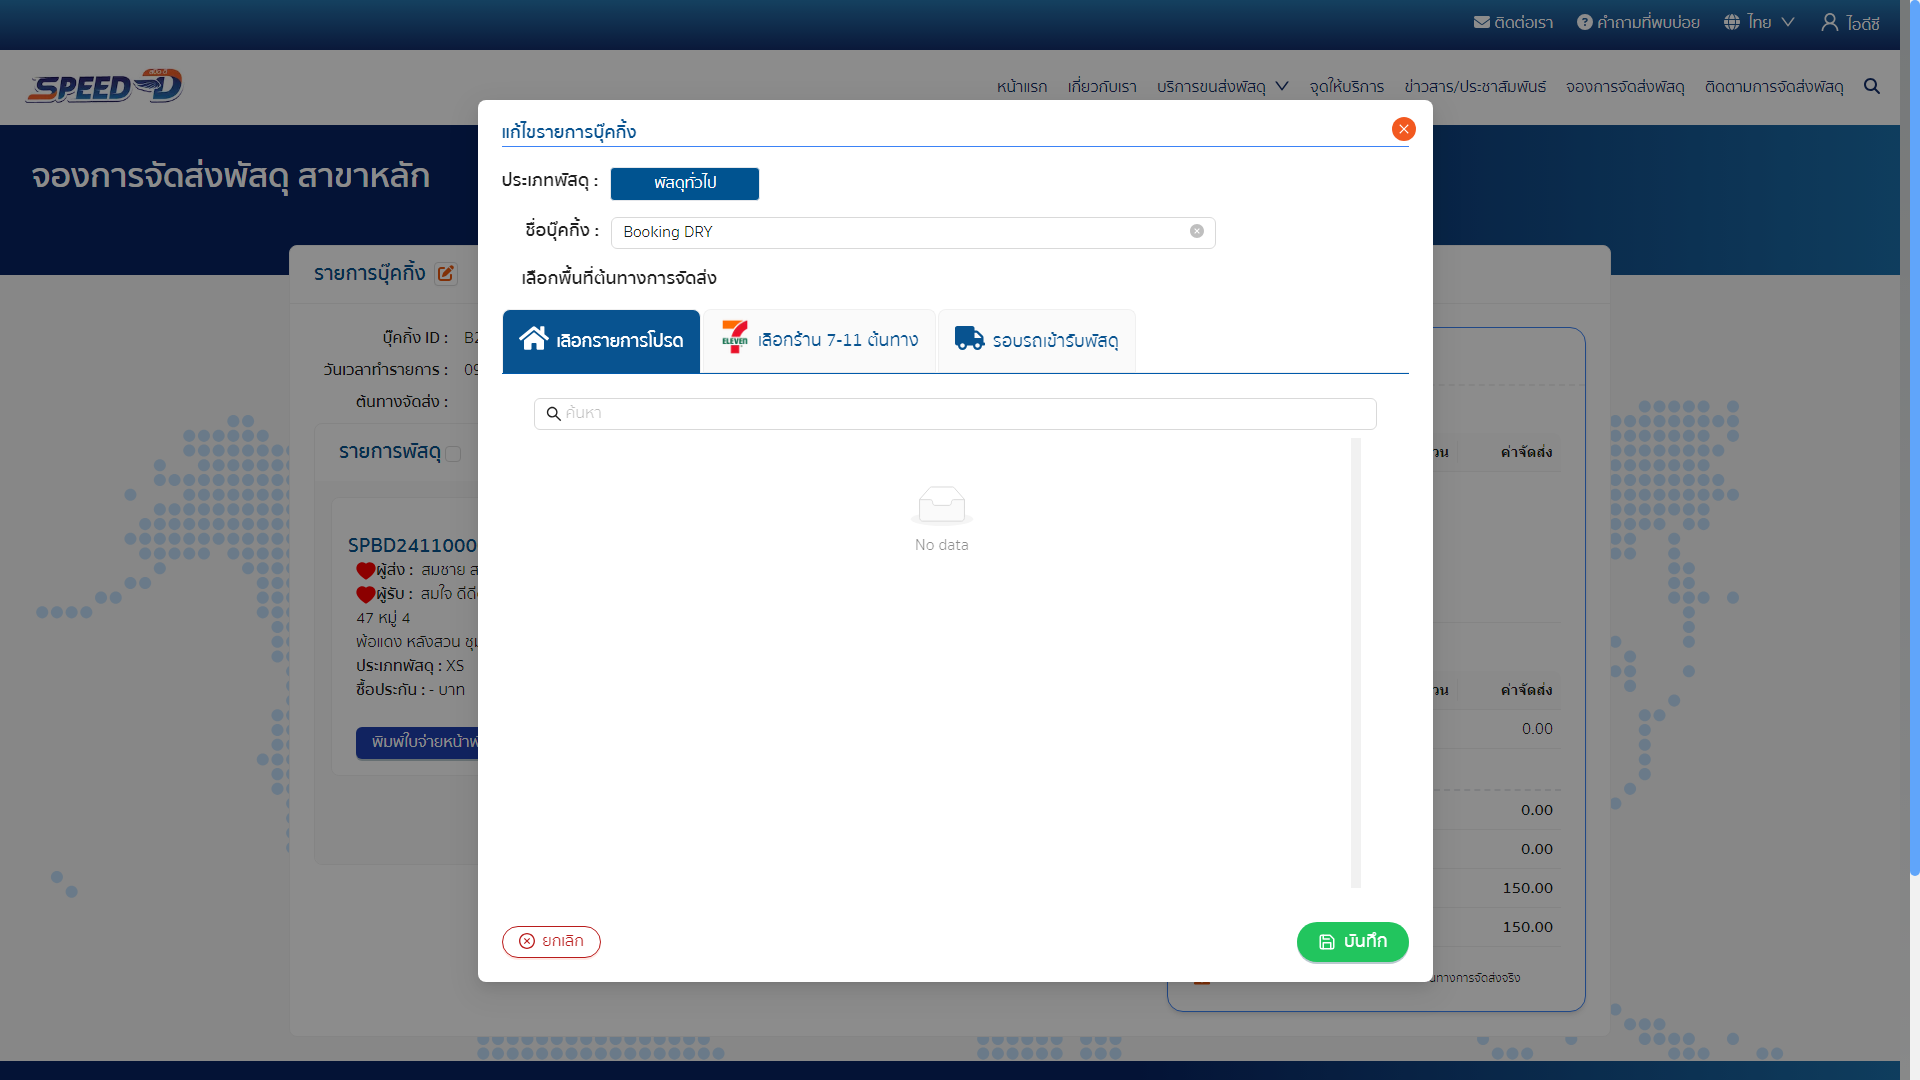 ติดต่อเรา คำถามที่พบบ่อย ไทย ไอดีซี
SPEED D
หน้าแรก เกี่ยวกับเรา บริการขนส่งพัสดุ จุดให้บริการ ข่าวสาร/ประชาสัมพันธ์ จองการจัดส่งพัสดุ ติดตามการจัดส่งพัสดุ
จองการจัดส่งพัสดุ สาขาหลัก
แก้ไขรายการบุ๊คกิ้ง
ประเภทพัสดุ : พัสดุทั่วไป
ชื่อบุ๊คกิ้ง : Booking DRY
เลือกพื้นที่ต้นทางการจัดส่ง
เลือกรายการโปรด
ELEVEN
เลือกร้าน 7-11 ต้นทาง
รอบรถเข้ารับพัสดุ
ค้นหา
No data
ยกเลิก
บันทึก
รายการบุ๊คกิ้ง
บุ๊คกิ้ง ID :
วันเวลาทำรายการ :
ต้นทางจัดส่ง :
รายการพัสดุ
SPBD2411000
ผู้ส่ง : สมชาย
ผู้รับ : สมใจ
47 หมู่ 4
พ้อแดง หลังสวน
ประเภทพัสดุ : XS
ซื้อประกัน : - บาท
พิมพ์ใบจ่ายหน้า
ค่าจัดส่ง
ค่าจัดส่ง
0.00
0.00
0.00
150.00
150.00
ทางการจัดส่งจริง